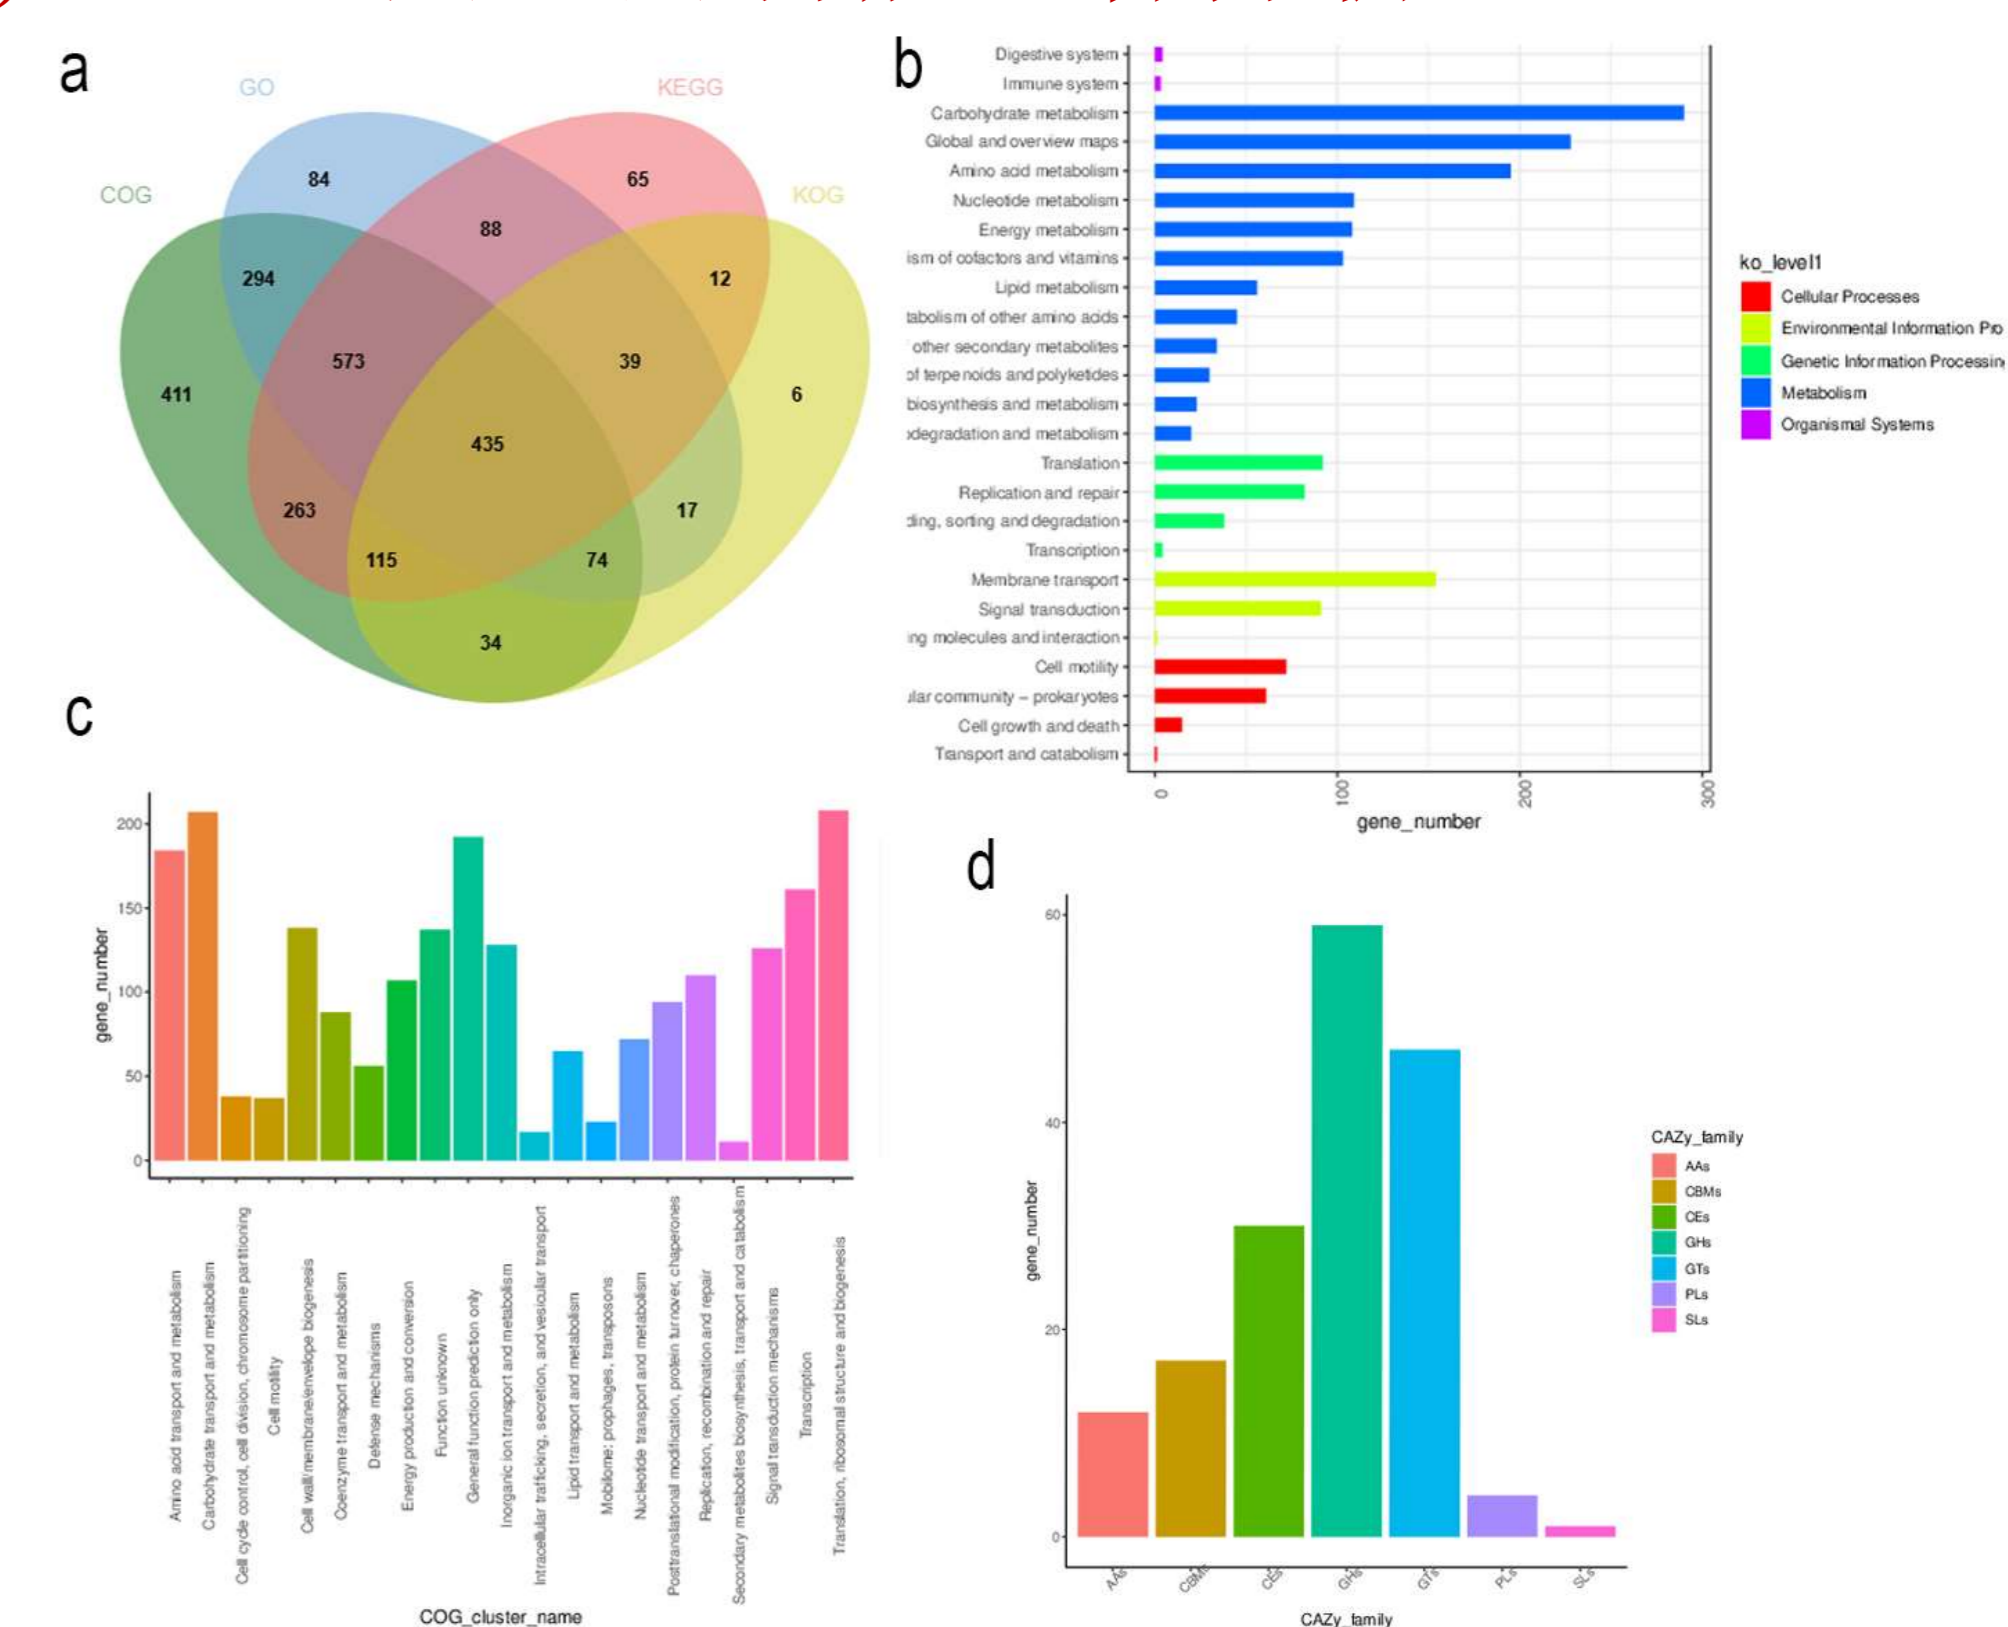 a
GO
KEGG
COG
KOG
84
65
88
294
12
573
39
411
6
435
263
17
115
74
34
b
Digestive system
Immune system
Carbohydrate metabolism
Global and overview maps
Amino acid metabolism
Nucleotide metabolism
Energy metabolism
ism of cofactors and vitamins
Lipid metabolism
tabolism of other amino acids
other secondary metabolites
of terpenoids and polyketides
biosynthesis and metabolism
odegradation and metabolism
Translation
Replication and repair
ding, sorting and degradation
Transcription
Membrane transport
Signal transduction
ing molecules and interaction
Cell motility
ular community – prokaryotes
Cell growth and death
Transport and catabolism
0
100
200
300
gene_number
ko_level1
Cellular Processes
Environmental Information Pro
Genetic Information Processin
Metabolism
Organismal Systems
c
gene_number
200
150
100
50
0
Amino acid transport and metabolism
Carbohydrate transport and metabolism
Cell cycle control, cell division, chromosome partitioning
Cell motility
Cell wall/membrane/envelope biogenesis
Coenzyme transport and metabolism
Defense mechanisms
Energy production and conversion
Function unknown
General function prediction only
Inorganic ion transport and metabolism
Intracellular trafficking, secretion, and vesicular transport
Lipid transport and metabolism
Mobilome: prophages, transposons
Nucleotide transport and metabolism
Posttranslational modification, protein turnover, chaperones
Replication, recombination and repair
Secondary metabolites biosynthesis, transport and catabolism
Signal transduction mechanisms
Transcription
Translation, ribosomal structure and biogenesis
COG_cluster_name
d
gene_number
60
40
20
0
AAs
CBMs
CEs
GHs
GTs
PLs
SLs
CAZy_family
CAZy_family
AAs
CBMs
CEs
GHs
GTs
PLs
SLs